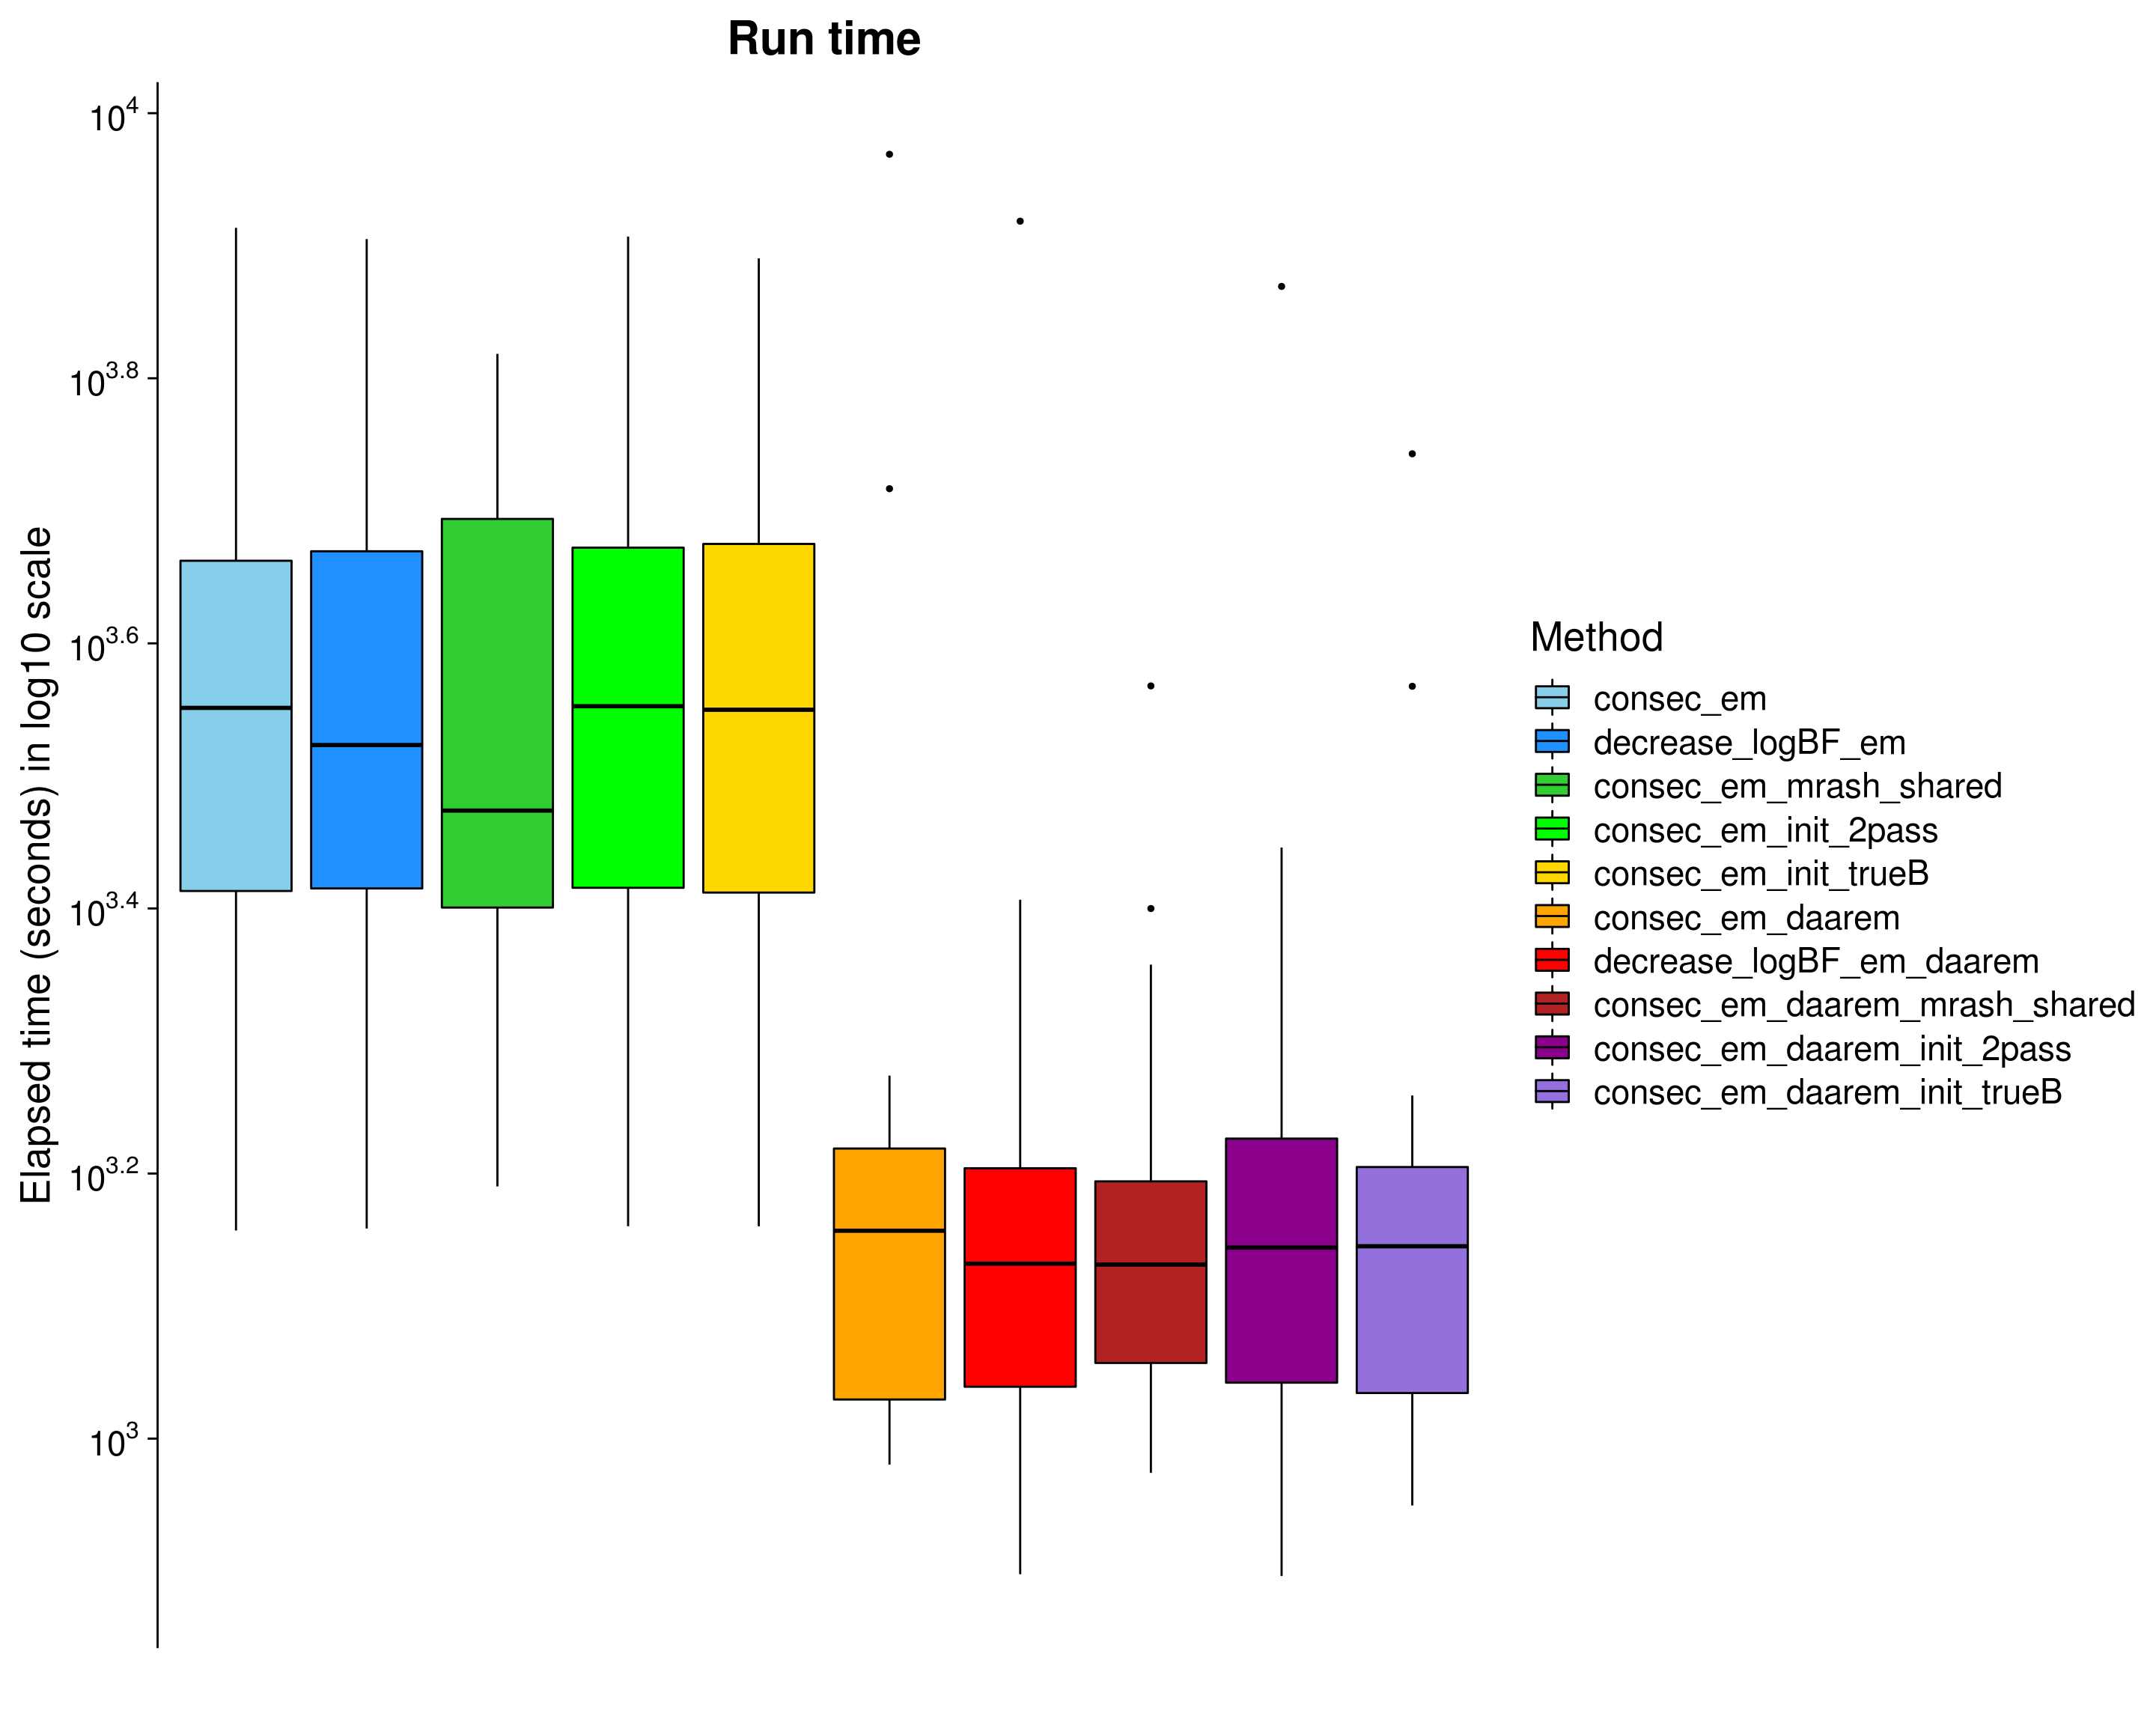 Run time
Elapsed time (seconds) in log10 scale
10^4
10^3.8
10^3.6
10^3.4
10^3.2
10^3
Method
consec_em
decrease_logBF_em
consec_em_mrash_shared
consec_em_init_2pass
consec_em_init_trueB
consec_em_daarem
decrease_logBF_em_daarem
consec_em_daarem_mrash_shared
consec_em_daarem_init_2pass
consec_em_daarem_init_trueB